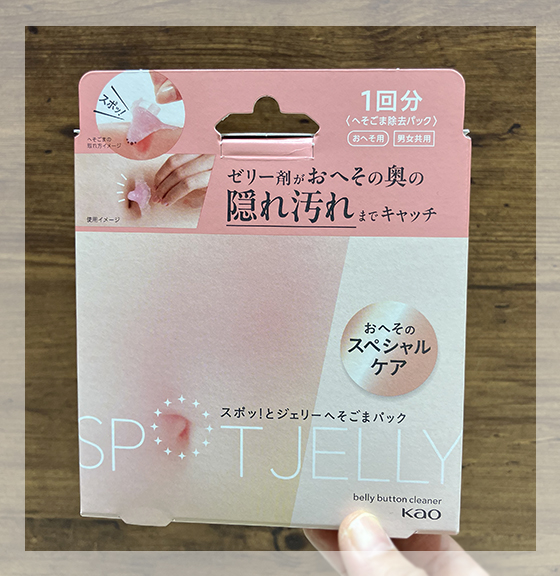 スポッ!
へそごまの
取れ方イメージ
使用イメージ
1回分
〈へそごま除去パック〉
おへそ用
男女共用
ゼリー剤がおへその奥の
隠れ汚れまでキャッチ
おへその
スペシャル
ケア
スポッ!とジェリーへそごまパック
SPOT JELLY
belly button cleaner
Kao